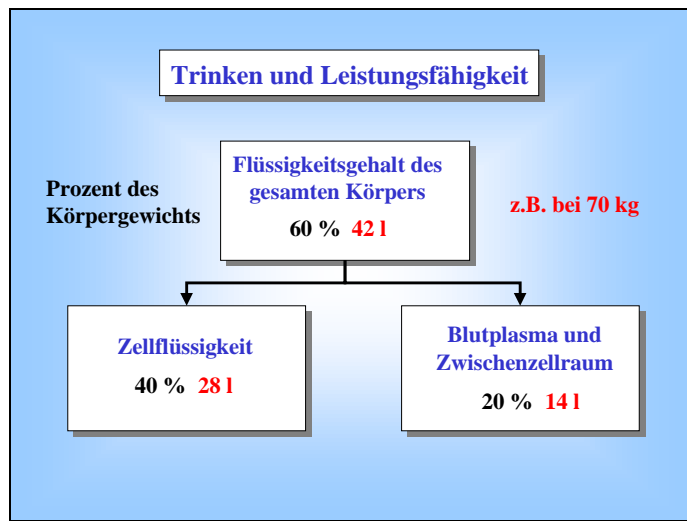 Trinken und Leistungsfähigkeit
Flüssigkeitsgehalt des
gesamten Körpers
60 % 42 l
Prozent des
Körpergewichts
z.B. bei 70 kg
Zellflüssigkeit
40 % 28 l
Blutplasma und
Zwischenzellraum
20 % 14 l